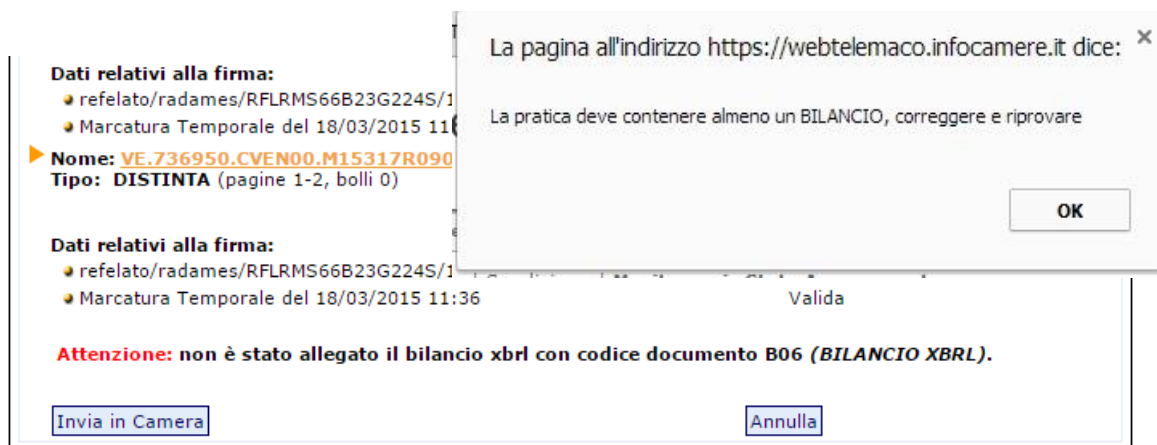 La pagina all'indirizzo https://webtelemaco.infocamere.it dice: ×
La pratica deve contenere almeno un BILANCIO, correggere e riprovare
OK
Dati relativi alla firma:
refelato/radames/RFLRMS66B23G224S/1
Marcatura Temporale del 18/03/2015 11
Nome: VE.736950.CVEN00.M15317R090
Tipo: DISTINTA (pagine 1-2, bolli 0)
Dati relativi alla firma:
refelato/radames/RFLRMS66B23G224S/1
Marcatura Temporale del 18/03/2015 11:36 Valida
Attenzione: non è stato allegato il bilancio xbrl con codice documento B06 (BILANCIO XBRL).
Invia in Camera Annulla